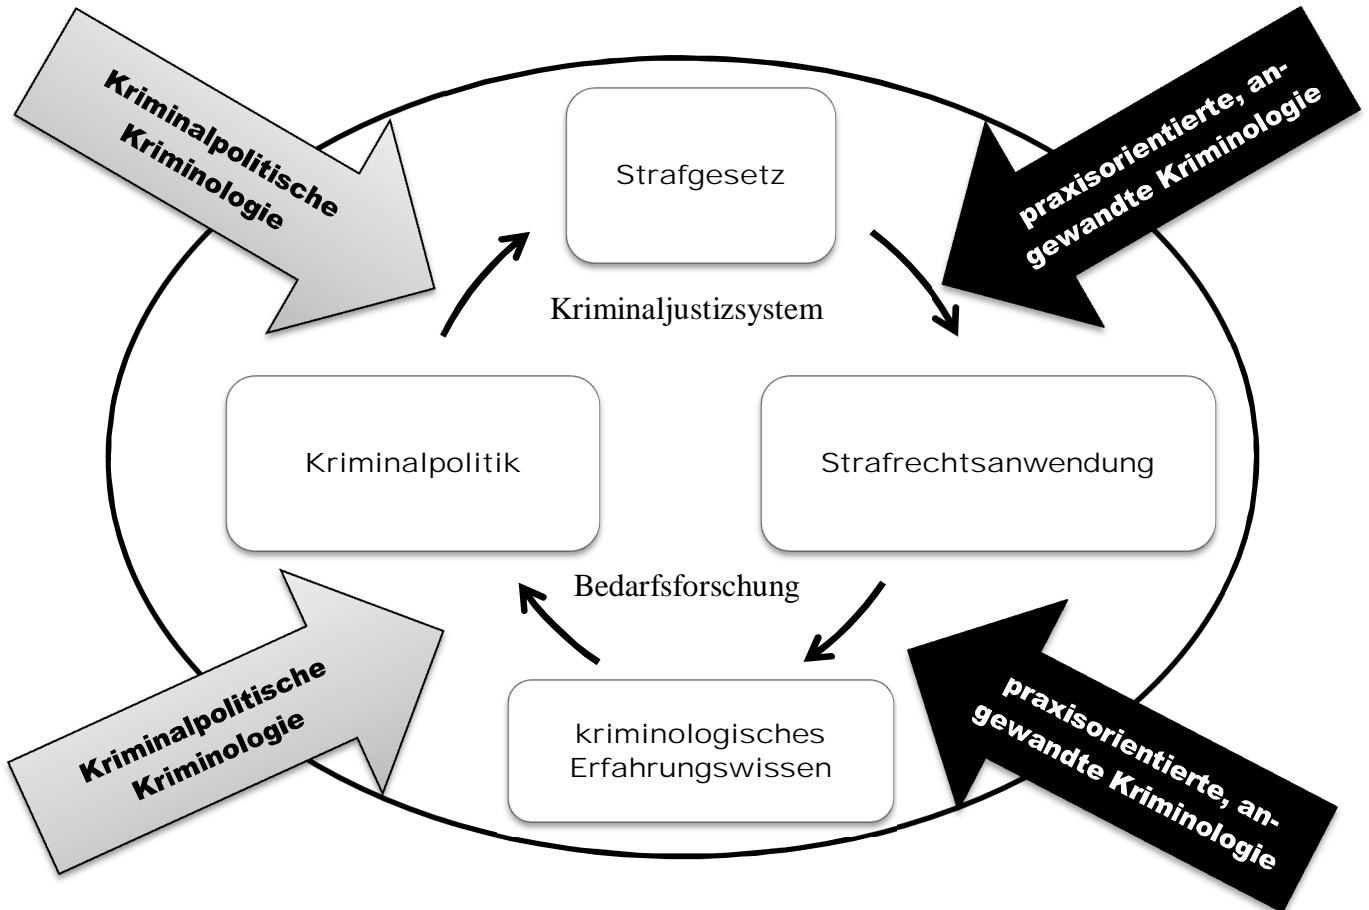 Kriminalpolitische
Kriminologie
praxisorientierte, an-
gewandte Kriminologie
Strafgesetz
Kriminaljustizsystem
Kriminalpolitik
Strafrechtsanwendung
Bedarfsforschung
Kriminalpolitische
Kriminologie
kriminologisches
Erfahrungswissen
praxisorientierte, an-
gewandte Kriminologie